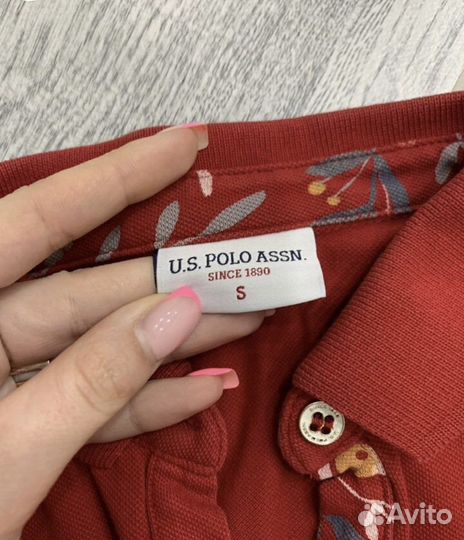 U.S. POLO ASSN.
SINCE 1890
S
Avito